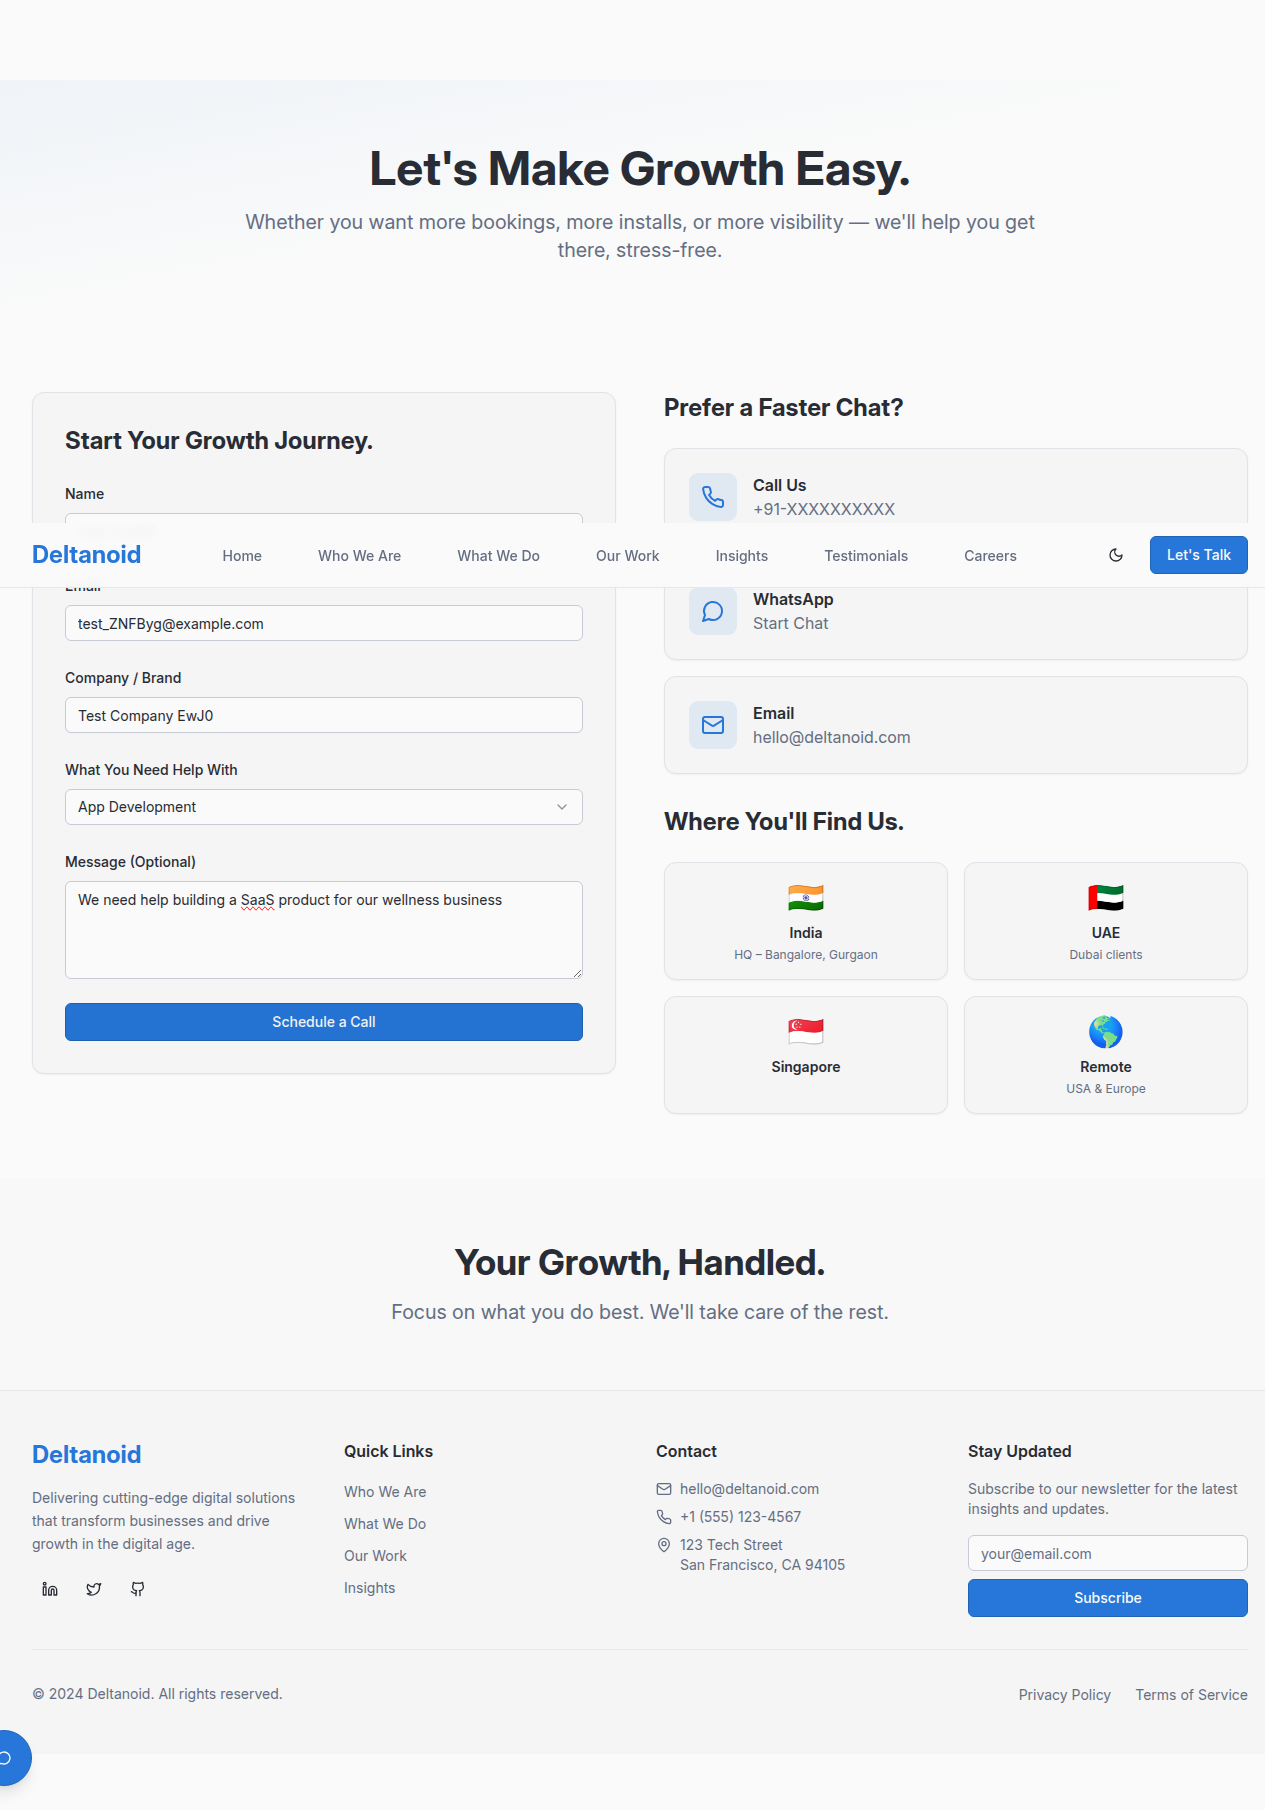 Let's Make Growth Easy.
Whether you want more bookings, more installs, or more visibility — we'll help you get
there, stress-free.
Start Your Growth Journey.
Name
Prefer a Faster Chat?
Call Us
+91-XXXXXXXXXX
Deltanoid
Home
Who We Are
What We Do
Our Work
Insights
Testimonials
Careers
Let's Talk
Email
test_ZNFByg@example.com
Company / Brand
Test Company EwJ0
What You Need Help With
App Development
Message (Optional)
We need help building a SaaS product for our wellness business
Schedule a Call
WhatsApp
Start Chat
Email
hello@deltanoid.com
Where You'll Find Us.
India
HQ – Bangalore, Gurgaon
UAE
Dubai clients
Singapore
Remote
USA & Europe
Your Growth, Handled.
Focus on what you do best. We'll take care of the rest.
Deltanoid
Delivering cutting-edge digital solutions
that transform businesses and drive
growth in the digital age.
Quick Links
Who We Are
What We Do
Our Work
Insights
Contact
hello@deltanoid.com
+1 (555) 123-4567
123 Tech Street
San Francisco, CA 94105
Stay Updated
Subscribe to our newsletter for the latest
insights and updates.
your@email.com
Subscribe
© 2024 Deltanoid. All rights reserved.
Privacy Policy
Terms of Service